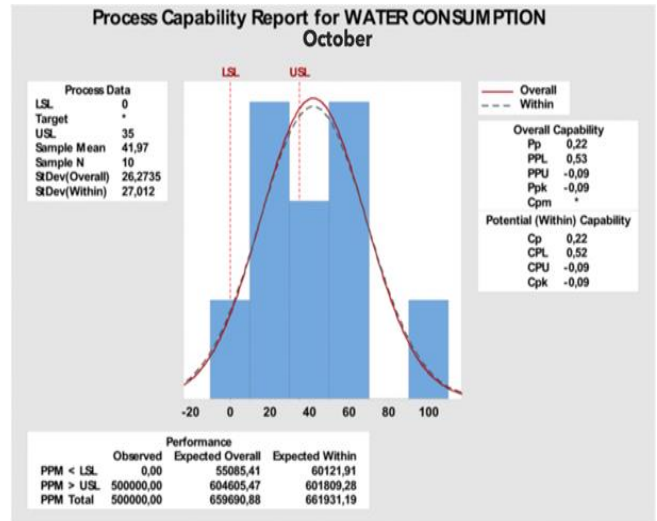 Process Capability Report for WATER CONSUMPTION
October
LSL USL
Process Data
LSL 0
Target *
USL 35
Sample Mean 41,97
Sample N 10
StDev(Overall) 26,2735
StDev(Within) 27,012
Overall
Within
Overall Capability
Pp 0,22
PPL 0,53
PPU -0,09
Ppk -0,09
Cpm *
Potential (Within) Capability
Cp 0,22
CPL 0,52
CPU -0,09
Cpk -0,09
-20 0 20 40 60 80 100
Performance
Observed Expected Overall Expected Within
PPM < LSL 0,00 55085,41 60121,91
PPM > USL 500000,00 604605,47 601809,28
PPM Total 500000,00 659690,88 661931,19